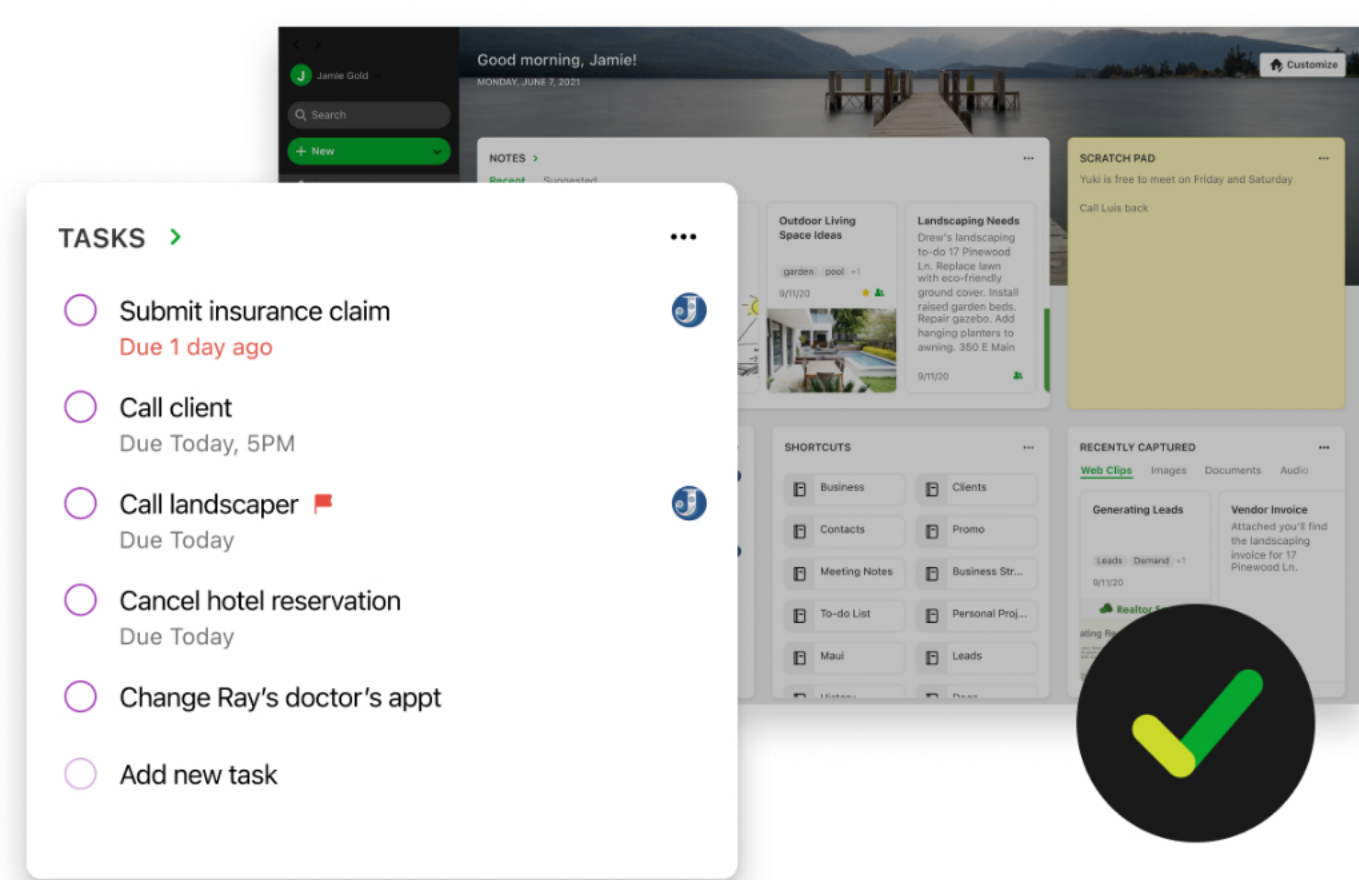 J Jamie Gold
Search
+ New
Good morning, Jamie!
MONDAY, JUNE 7, 2021
Customize
NOTES >
Recent Suggested
Outdoor Living
Space Ideas
garden pool +1
9/11/20
Landscaping Needs
Drew's landscaping
to-do 17 Pinewood
Ln. Replace lawn
with eco-friendly
ground cover. Install
raised garden beds.
Repair gazebo. Add
hanging planters to
awning. 350 E Main
9/11/20
SCRATCH PAD
Yuki is free to meet on Friday and Saturday
Call Luis back
TASKS >
Submit insurance claim
Due 1 day ago
Call client
Due Today, 5PM
Call landscaper
Due Today
Cancel hotel reservation
Due Today
Change Ray's doctor's appt
Add new task
SHORTCUTS
Business Clients
Contacts Promo
Meeting Notes Business Str...
To-do List Personal Proj...
Maui Leads
RECENTLY CAPTURED
Web Clips Images Documents Audio
Generating Leads
Leads Demand +1
9/11/20
Realtor
Vendor Invoice
Attached you'll find
the landscaping
invoice for 17
Pinewood Ln.